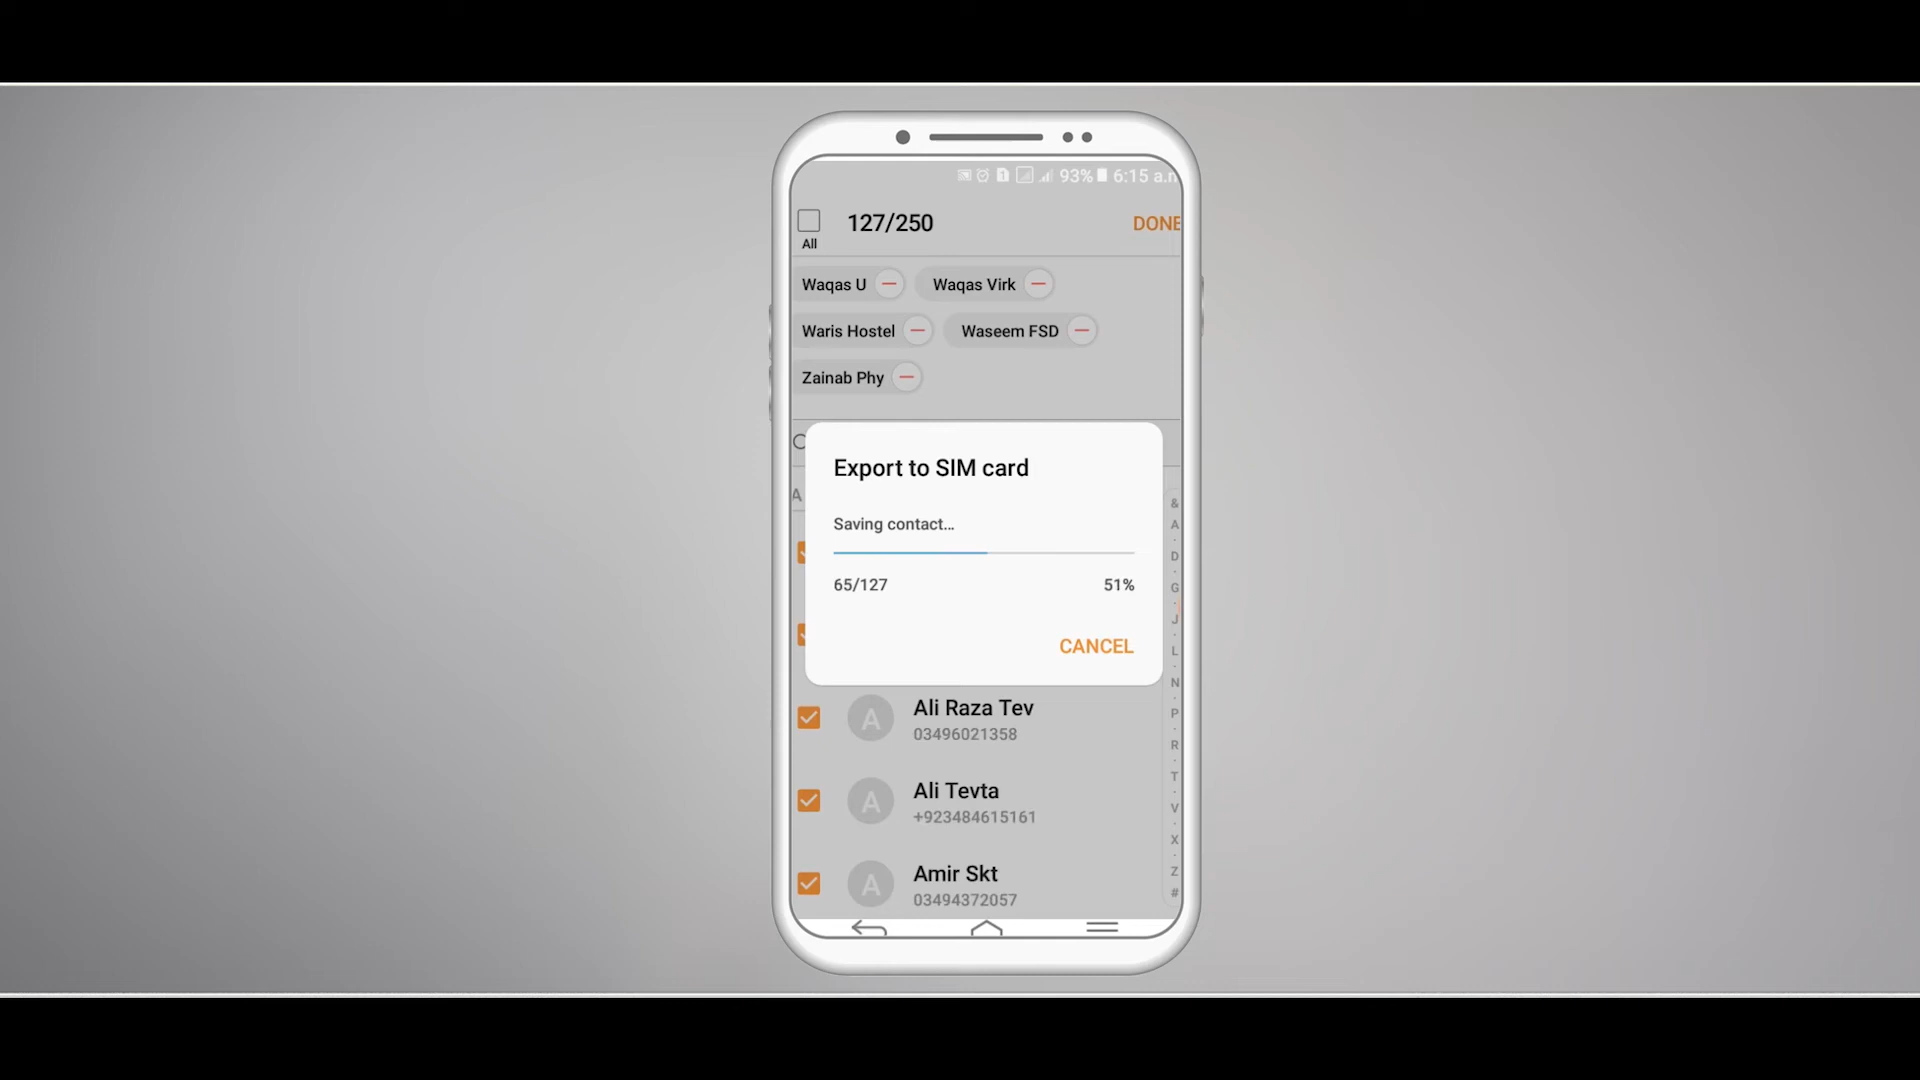 93% 6:15 a.m
127/250
DONE
All
Waqas U
Waqas Virk
Waris Hostel
Waseem FSD
Zainab Phy
A
Export to SIM card
Saving contact...
65/127
51%
CANCEL
A
Ali Raza Tev
03496021358
A
Ali Tevta
+923484615161
A
Amir Skt
03494372057
&
A
D
G
J
L
N
P
R
T
V
X
Z
#